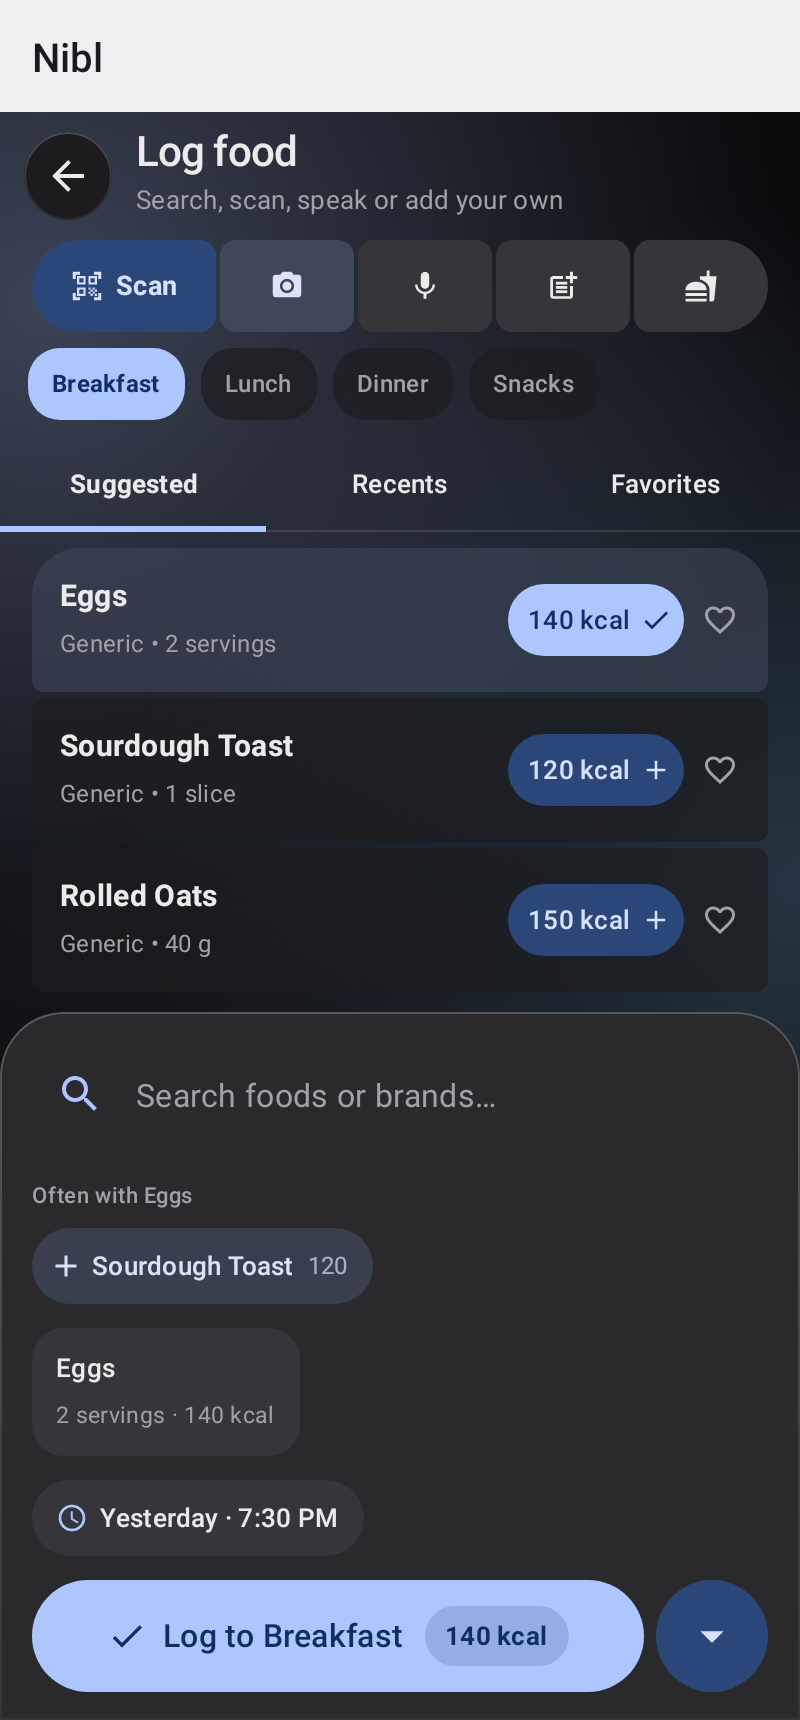 Nibl
Log food
Search, scan, speak or add your own
Scan
Breakfast Lunch Dinner Snacks
Suggested Recents Favorites
Eggs
Generic • 2 servings
140 kcal
Sourdough Toast
Generic • 1 slice
120 kcal
Rolled Oats
Generic • 40 g
150 kcal
Search foods or brands…
Often with Eggs
Sourdough Toast 120
Eggs
2 servings · 140 kcal
Yesterday · 7:30 PM
Log to Breakfast 140 kcal